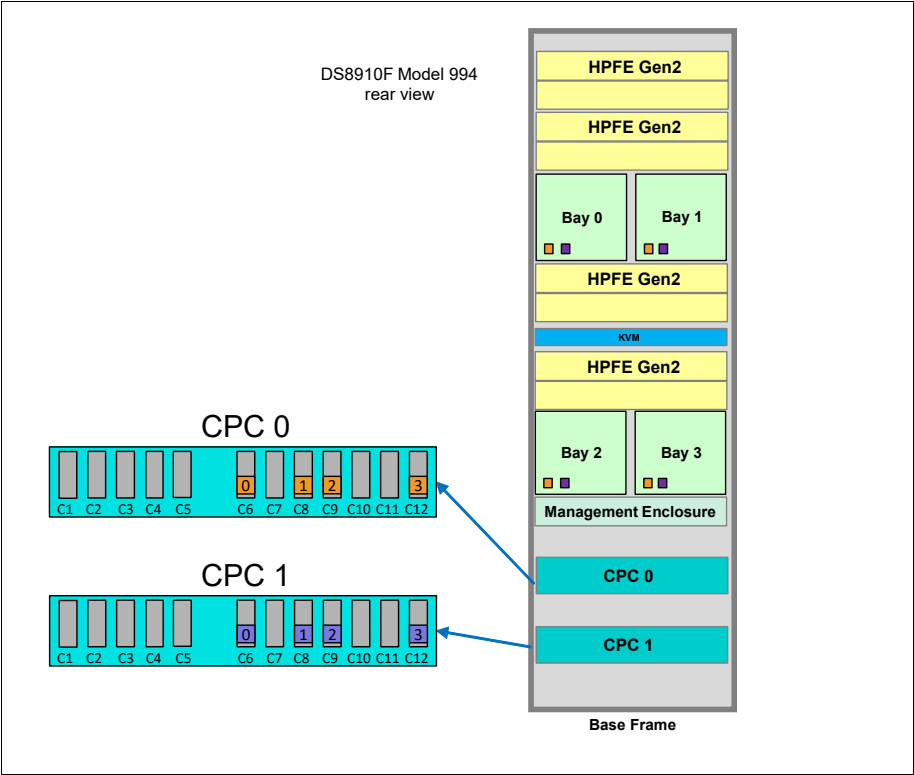 DS8910F Model 994
rear view
HPFE Gen2
HPFE Gen2
Bay 0
Bay 1
HPFE Gen2
KVM
HPFE Gen2
Bay 2
Bay 3
Management Enclosure
CPC 0
CPC 1
Base Frame
CPC 0
0 1 2 3
C1 C2 C3 C4 C5 C6 C7 C8 C9 C10 C11 C12
CPC 1
0 1 2 3
C1 C2 C3 C4 C5 C6 C7 C8 C9 C10 C11 C12